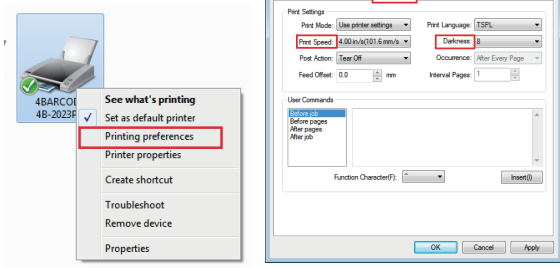 4BARCOD
4B-2023P
See what's printing
Set as default printer
Printing preferences
Printer properties
Create shortcut
Troubleshoot
Remove device
Properties
Print Settings
Print Mode: Use printer settings Print Language: TSPL
Print Speed: 4.00 in/s(101.6 mm/s Darkness: 8
Post Action: Tear Off Occurrence: After Every Page
Feed Offset: 0.0 mm Interval Pages: 1
User Commands
Before job
Before pages
After pages
After job
Function Character(F): ^ Insert(I)
OK Cancel Apply